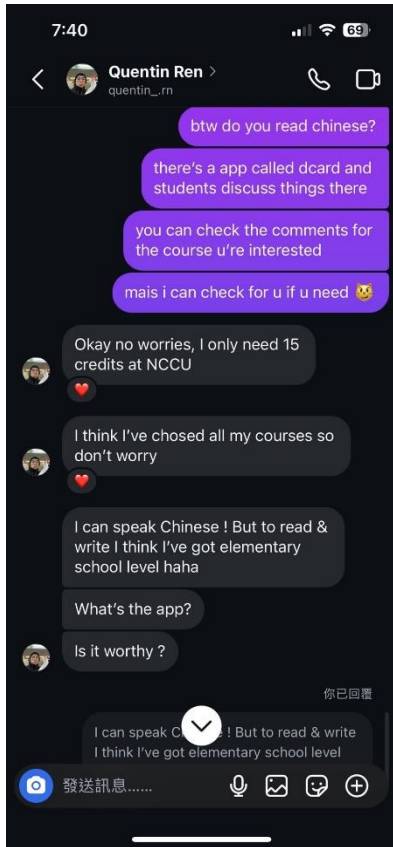 7:40
69
Quentin Ren
quentin_.rn
btw do you read chinese?
there's a app called dcard and
students discuss things there
you can check the comments for
the course u're interested
mais i can check for u if u need 😼
Okay no worries, I only need 15
credits at NCCU
I think I've chosed all my courses so
don't worry
I can speak Chinese ! But to read &
write I think I've got elementary
school level haha
What's the app?
Is it worthy ?
你已回覆
I can speak ! But to read & write
I think I've got elementary school level
發送訊息......